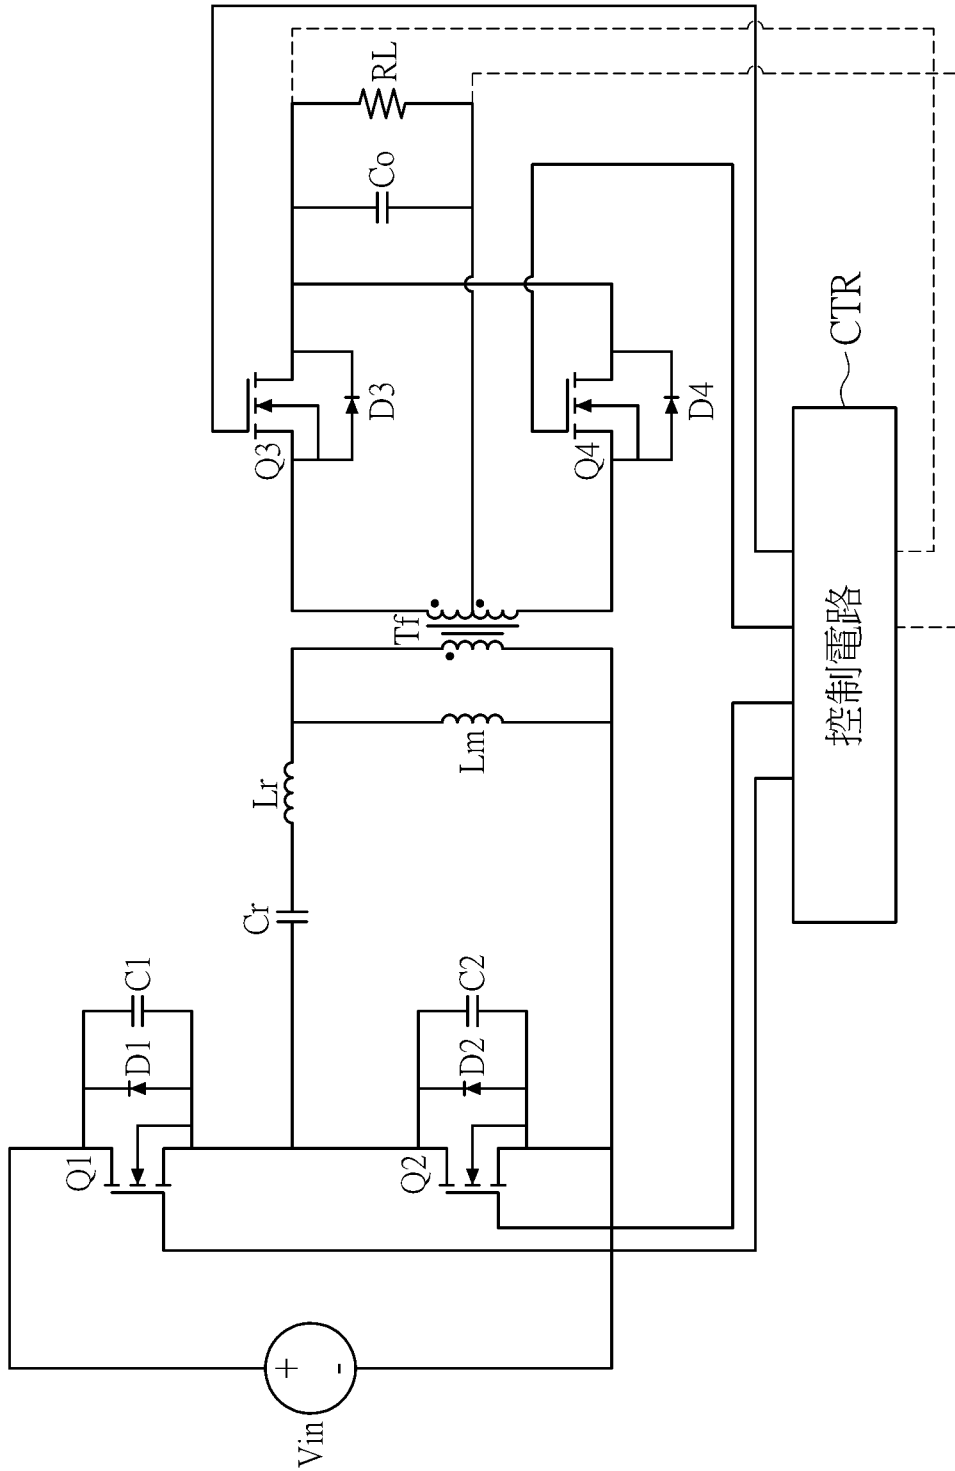 Vin
+
-
Q1
D1
C1
Q2
D2
C2
Cr
Lr
Lm
Tf
Q3
D3
Q4
D4
Co
RL
CTR
控制電路